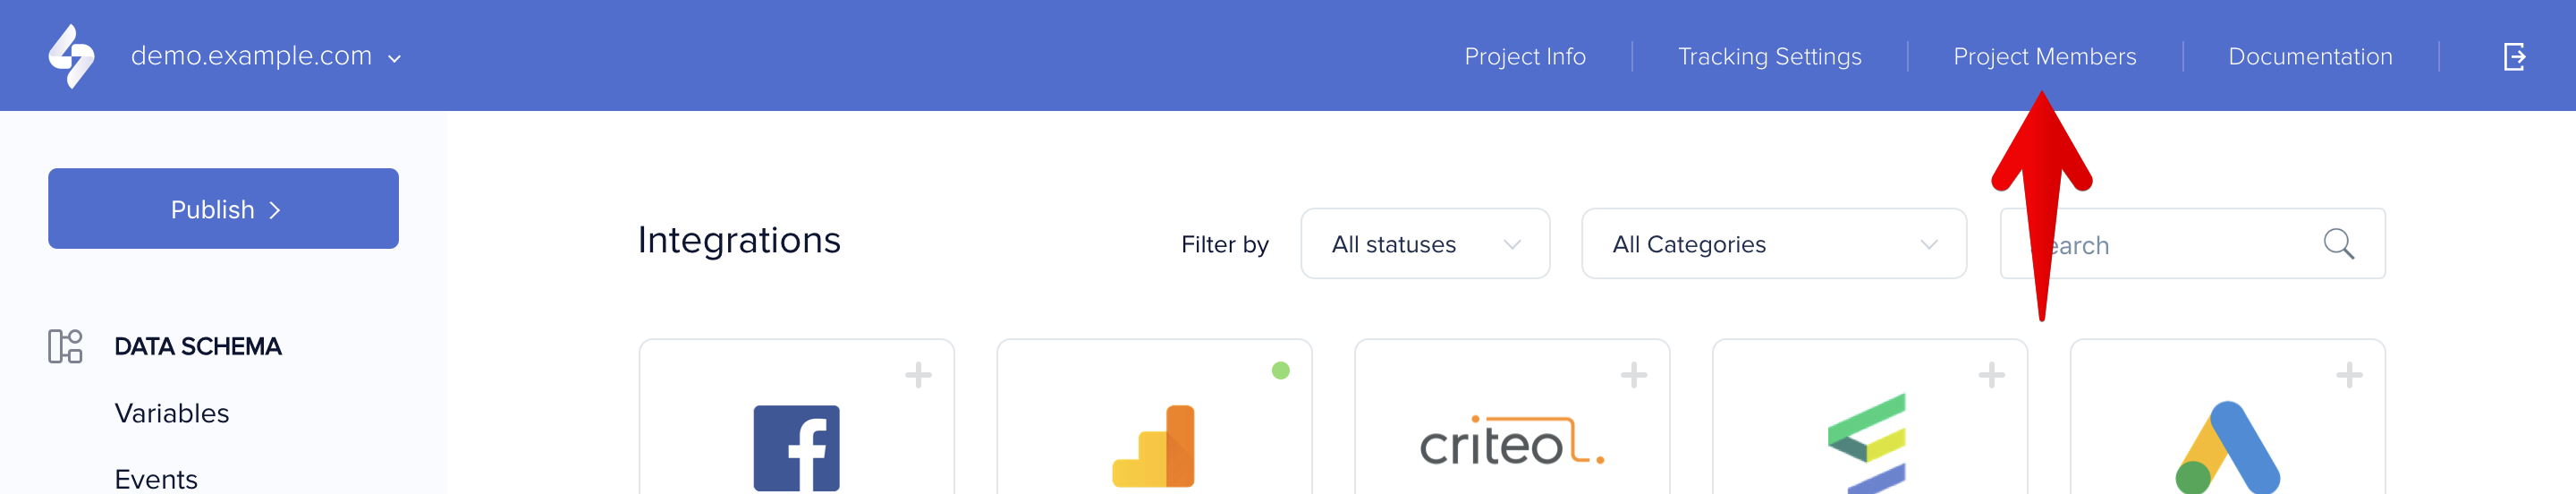 demo.example.com
Project Info
Tracking Settings
Project Members
Documentation
Publish
Integrations
Filter by
All statuses
All Categories
earch
DATA SCHEMA
Variables
Events
criteo